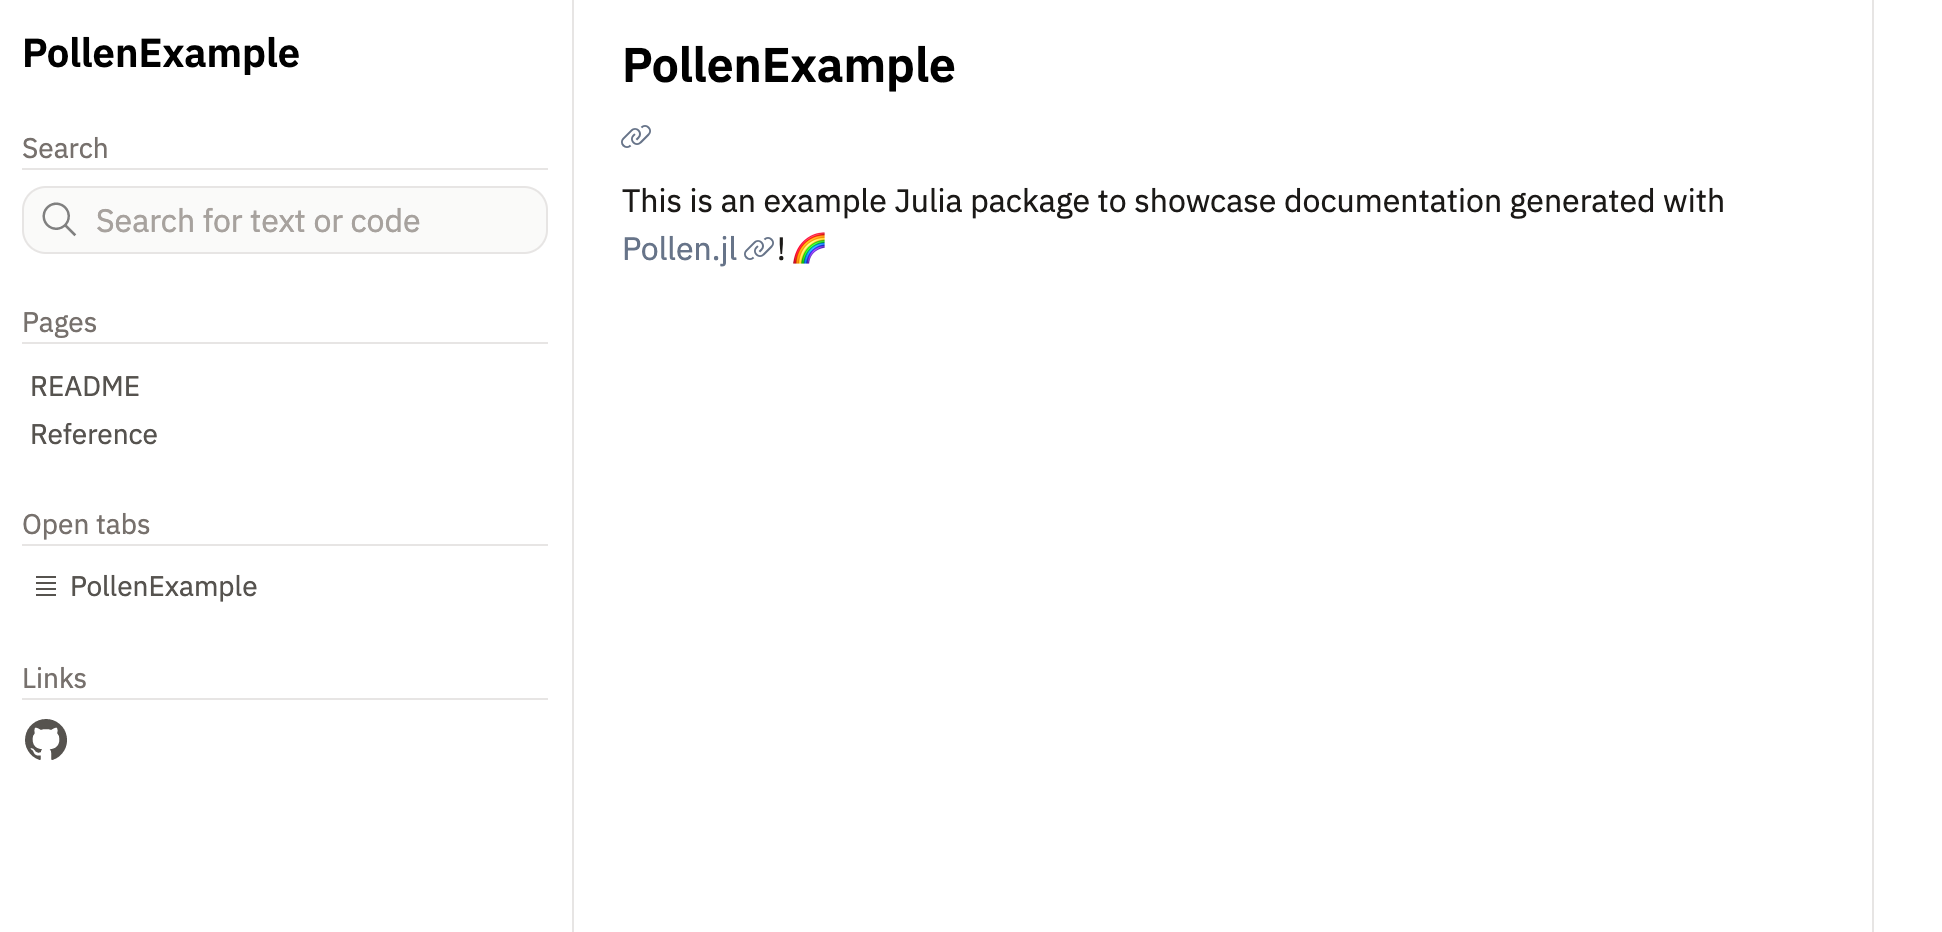 PollenExample
Search
Search for text or code
Pages
README
Reference
Open tabs
PollenExample
Links
PollenExample
This is an example Julia package to showcase documentation generated with
Pollen.jl ! 🌈